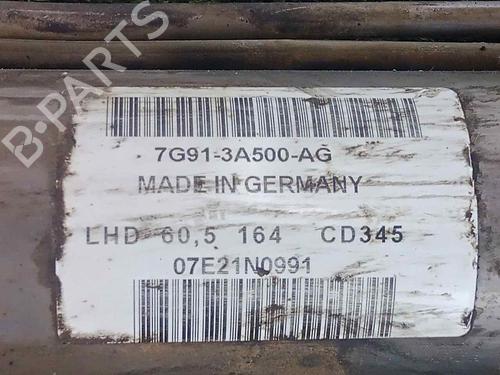 B-PARTS
7G91-3A500-AG
MADE IN GERMANY
LHD 60,5 164 CD345
07E21N0991